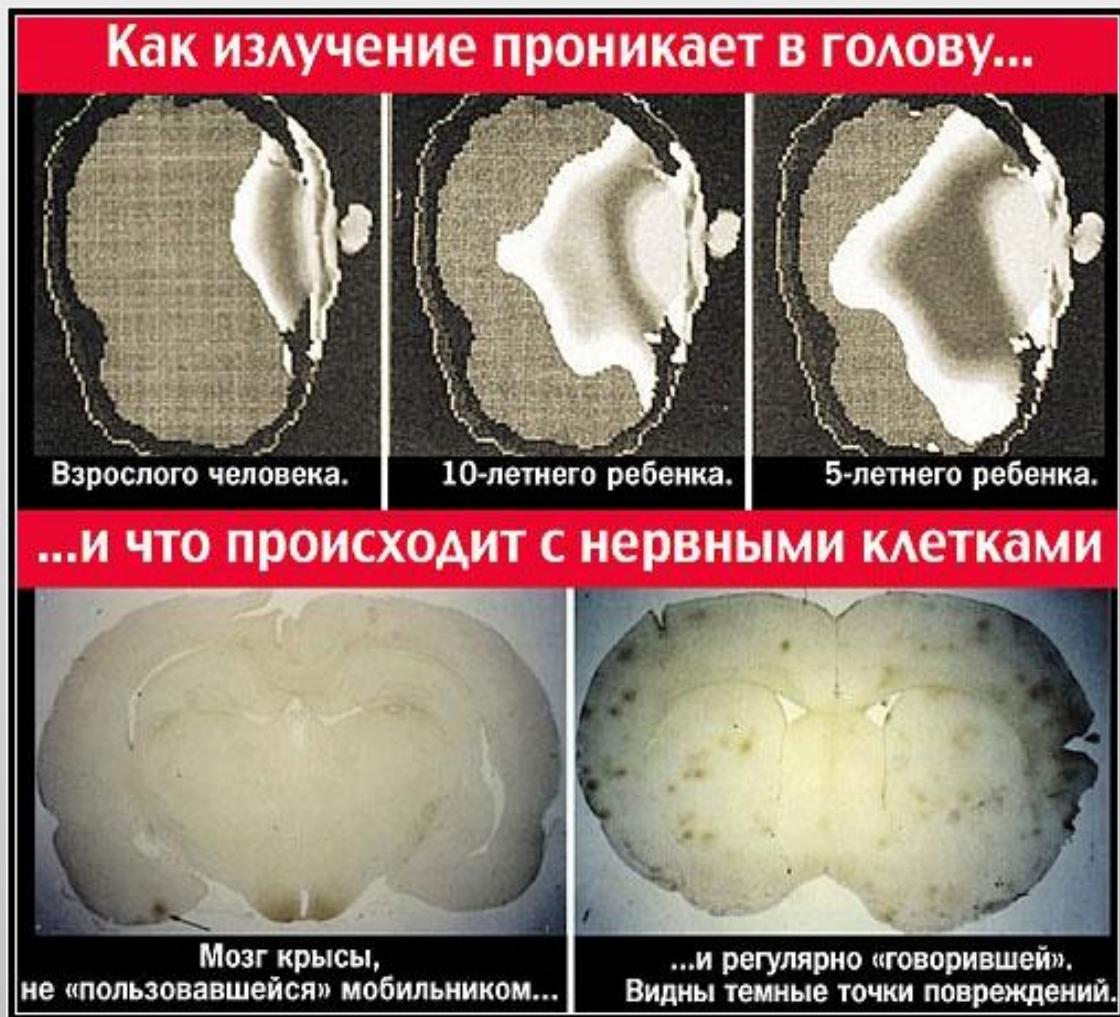 Как излучение проникает в голову...
Взрослого человека.
10-летнего ребенка.
5-летнего ребенка.
...и что происходит с нервными клетками
Мозг крысы,
не «пользовавшейся» мобильником...
...и регулярно «говорившей».
Видны темные точки повреждений.